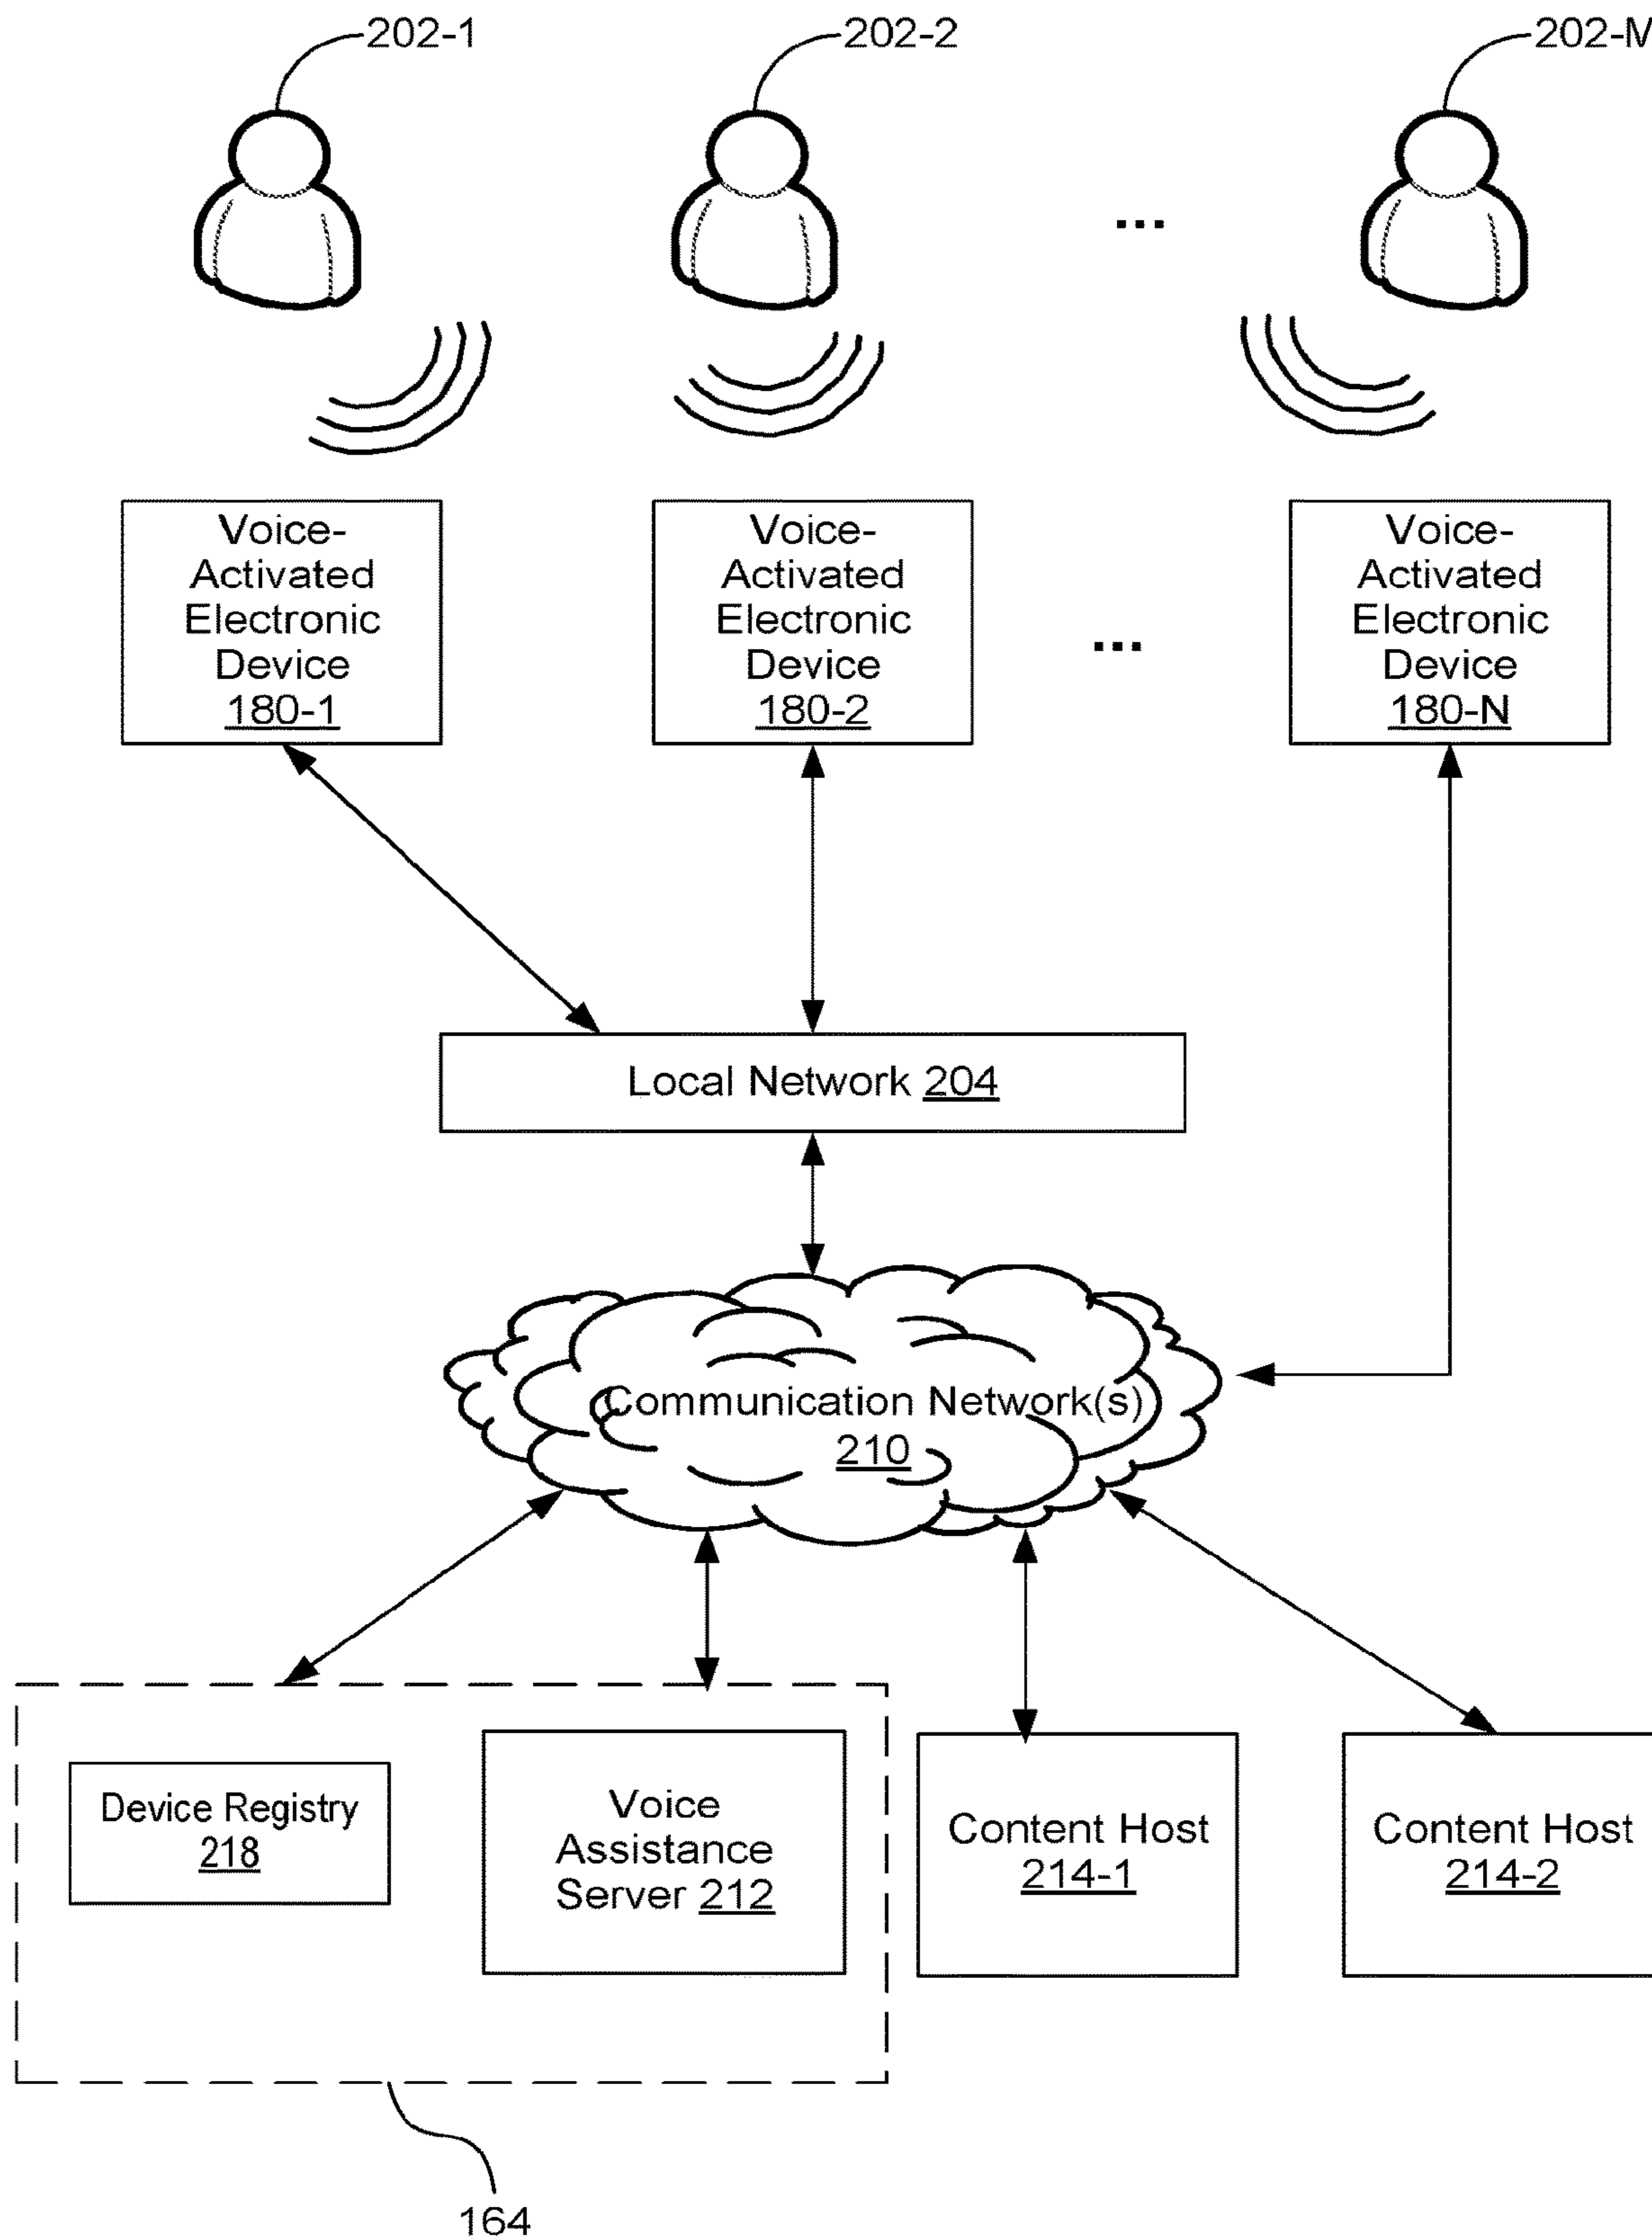 202-1
202-2
202-M
...
Voice-
Activated
Electronic
Device
180-1
Voice-
Activated
Electronic
Device
180-2
...
Voice-
Activated
Electronic
Device
180-N
Local Network 204
Communication Network(s)
210
Device Registry
218
Voice
Assistance
Server 212
Content Host
214-1
Content Host
214-2
164